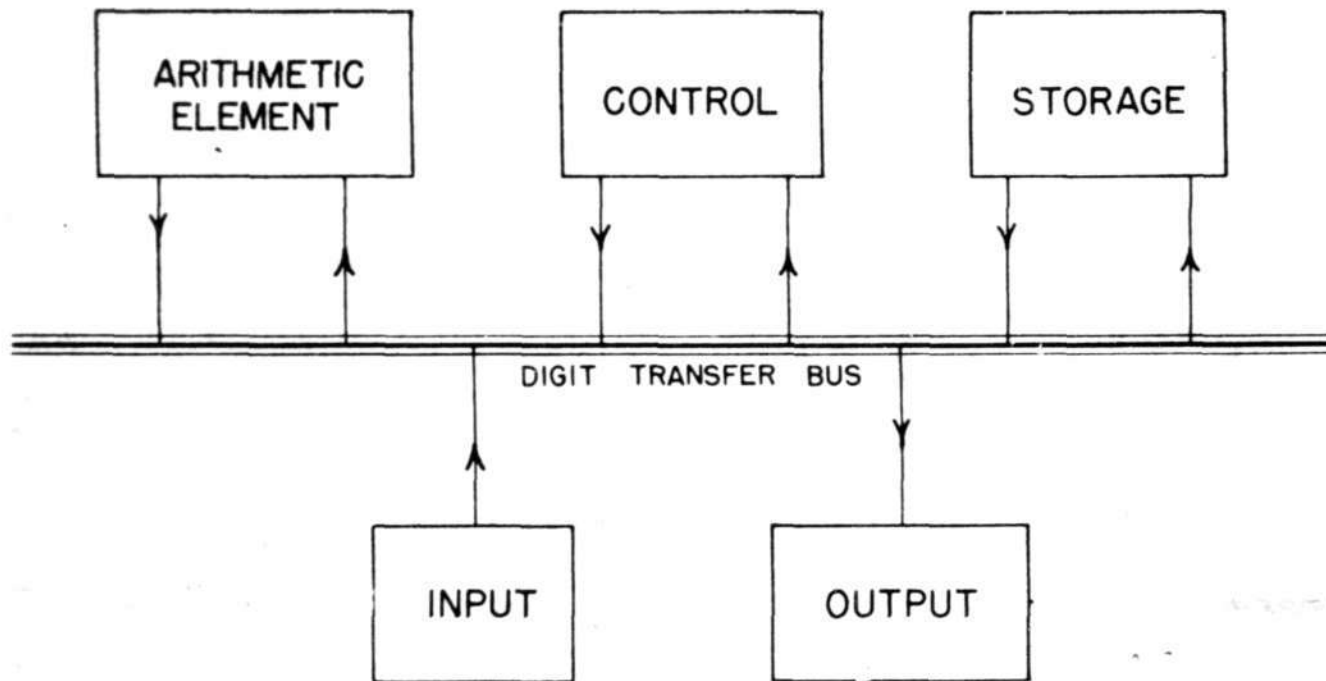 ARITHMETIC
ELEMENT
CONTROL
STORAGE
DIGIT TRANSFER BUS
INPUT
OUTPUT